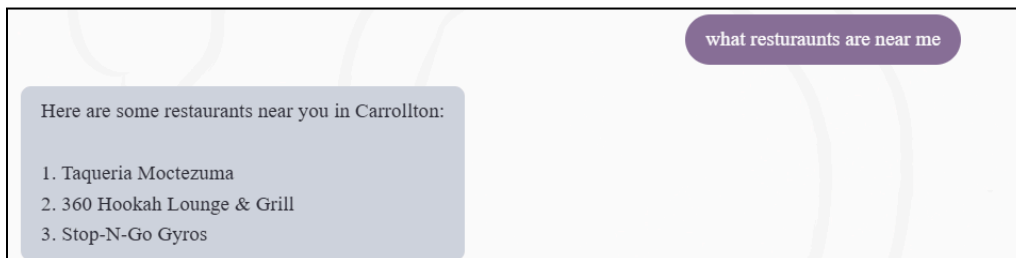 what resturaunts are near me
Here are some restaurants near you in Carrollton:
1. Taqueria Moctezuma
2. 360 Hookah Lounge & Grill
3. Stop-N-Go Gyros